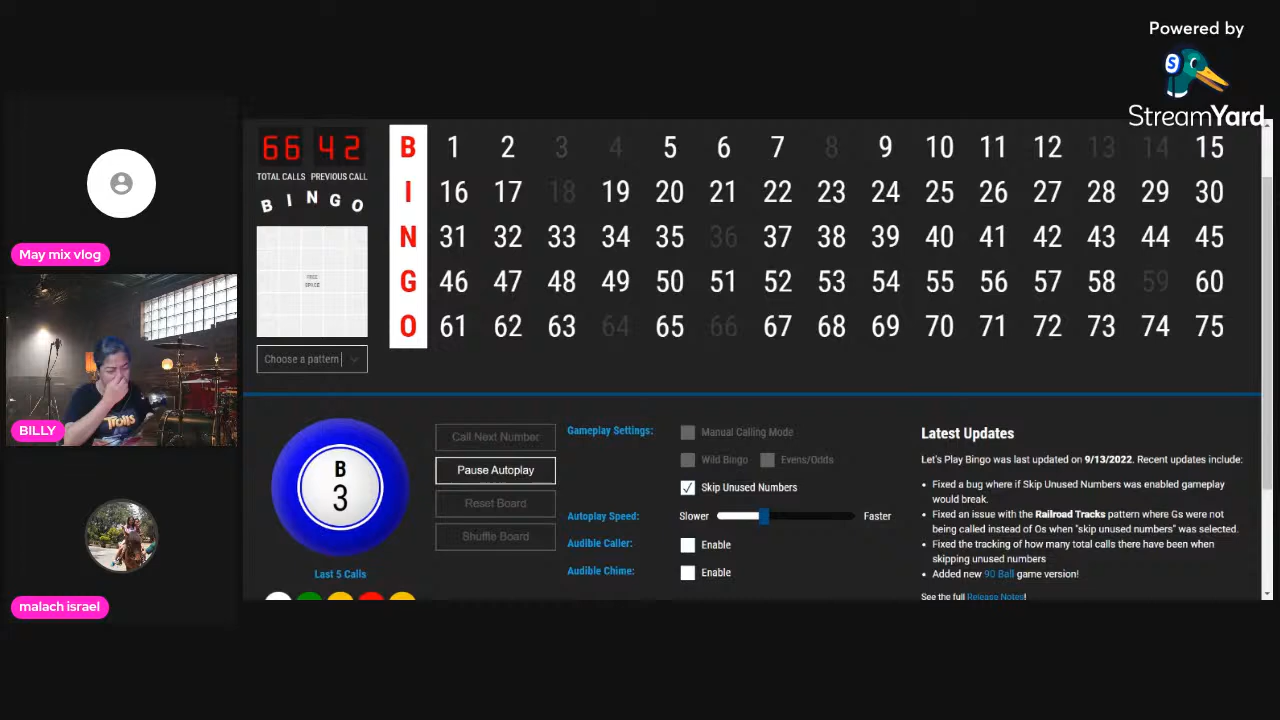 Powered by
S
StreamYard
66 42
TOTAL CALLS PREVIOUS CALL
B I N G O
FREE
SPACE
Choose a pattern
B 1 2 3 4 5 6 7 8 9 10 11 12 13 14 15
I 16 17 18 19 20 21 22 23 24 25 26 27 28 29 30
N 31 32 33 34 35 36 37 38 39 40 41 42 43 44 45
G 46 47 48 49 50 51 52 53 54 55 56 57 58 59 60
O 61 62 63 64 65 66 67 68 69 70 71 72 73 74 75
May mix vlog
Trolls
BILLY
malach israel
B
3
Last 5 Calls
Call Next Number
Pause Autoplay
Reset Board
Shuffle Board
Gameplay Settings:
Manual Calling Mode
Wild Bingo Evens/Odds
Skip Unused Numbers
Autoplay Speed: Slower Faster
Audible Caller: Enable
Audible Chime: Enable
Latest Updates
Let's Play Bingo was last updated on 9/13/2022. Recent updates include:
• Fixed a bug where if Skip Unused Numbers was enabled gameplay
would break.
• Fixed an issue with the Railroad Tracks pattern where Gs were not
being called instead of Os when "skip unused numbers" was selected.
• Fixed the tracking of how many total calls there have been when
skipping unused numbers
• Added new 90 Ball game version!
See the full Release Notes!